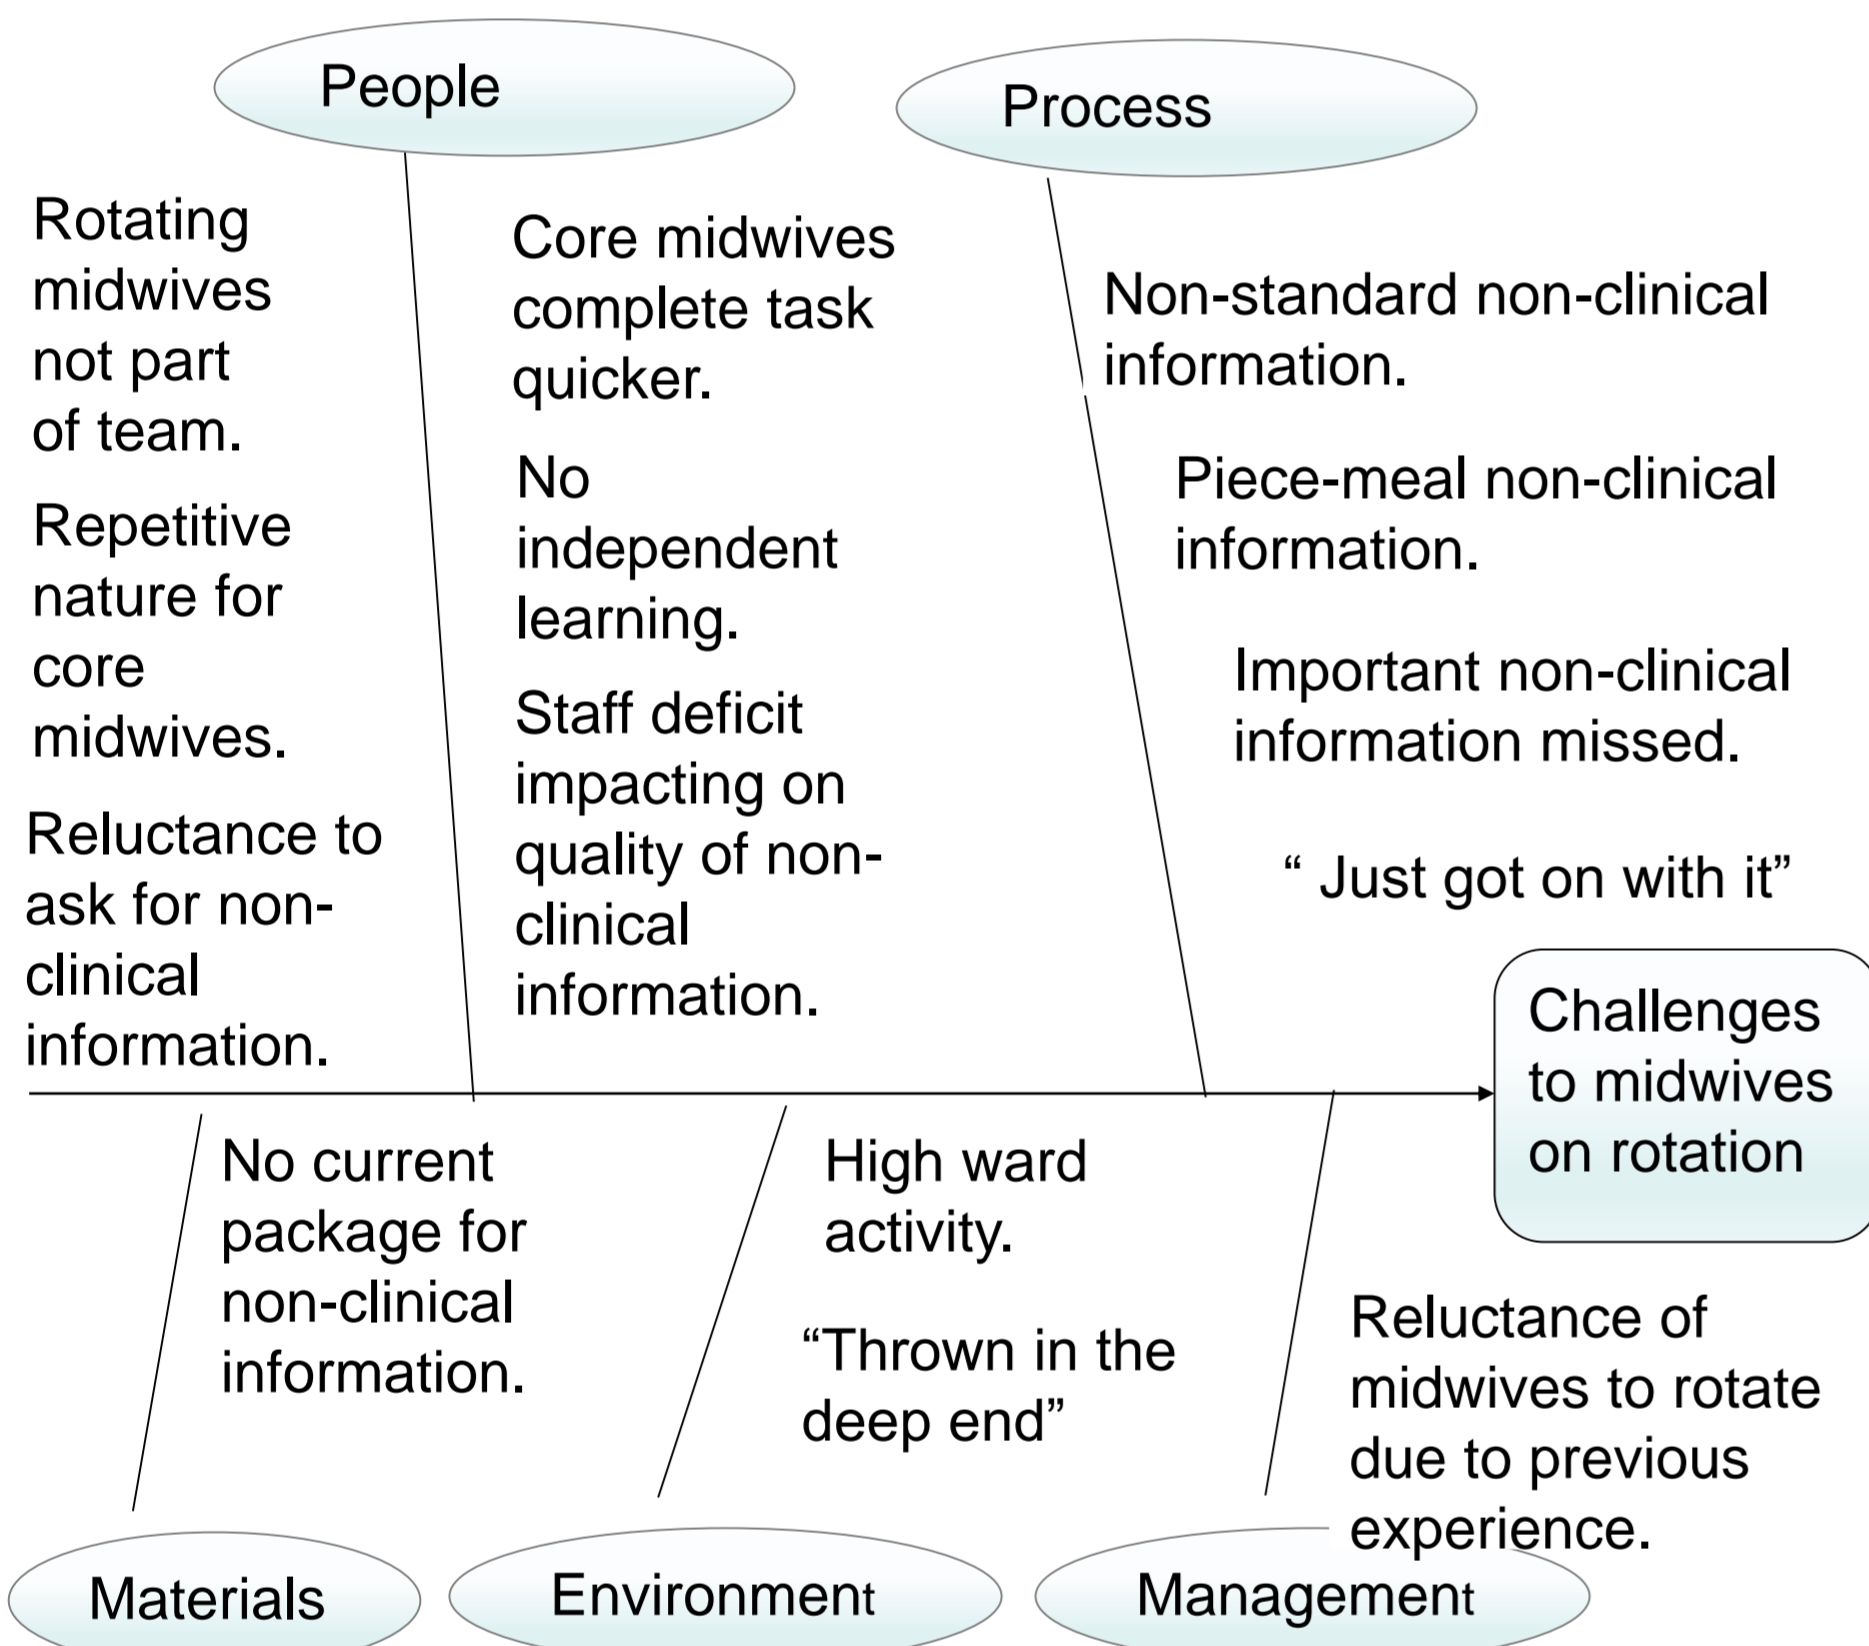 People
Process
Rotating
midwives
not part
of team.
Repetitive
nature for
core
midwives.
Reluctance to
ask for non-
clinical
information.
Core midwives
complete task
quicker.
No
independent
learning.
Staff deficit
impacting on
quality of non-
clinical
information.
Non-standard non-clinical
information.
Piece-meal non-clinical
information.
Important non-clinical
information missed.
“ Just got on with it”
Challenges
to midwives
on rotation
No current
package for
non-clinical
information.
High ward
activity.
“Thrown in the
deep end”
Reluctance of
midwives to rotate
due to previous
experience.
Materials
Environment
Management